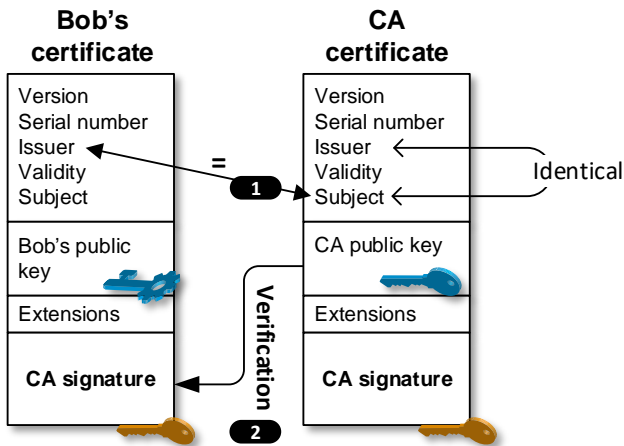 Bob's
certificate
Version
Serial number
Issuer
Validity
Subject
Bob's public
key
Extensions
CA signature
=
1
Verification
2
CA
certificate
Version
Serial number
Issuer
Validity
Subject
CA public key
Extensions
CA signature
Identical